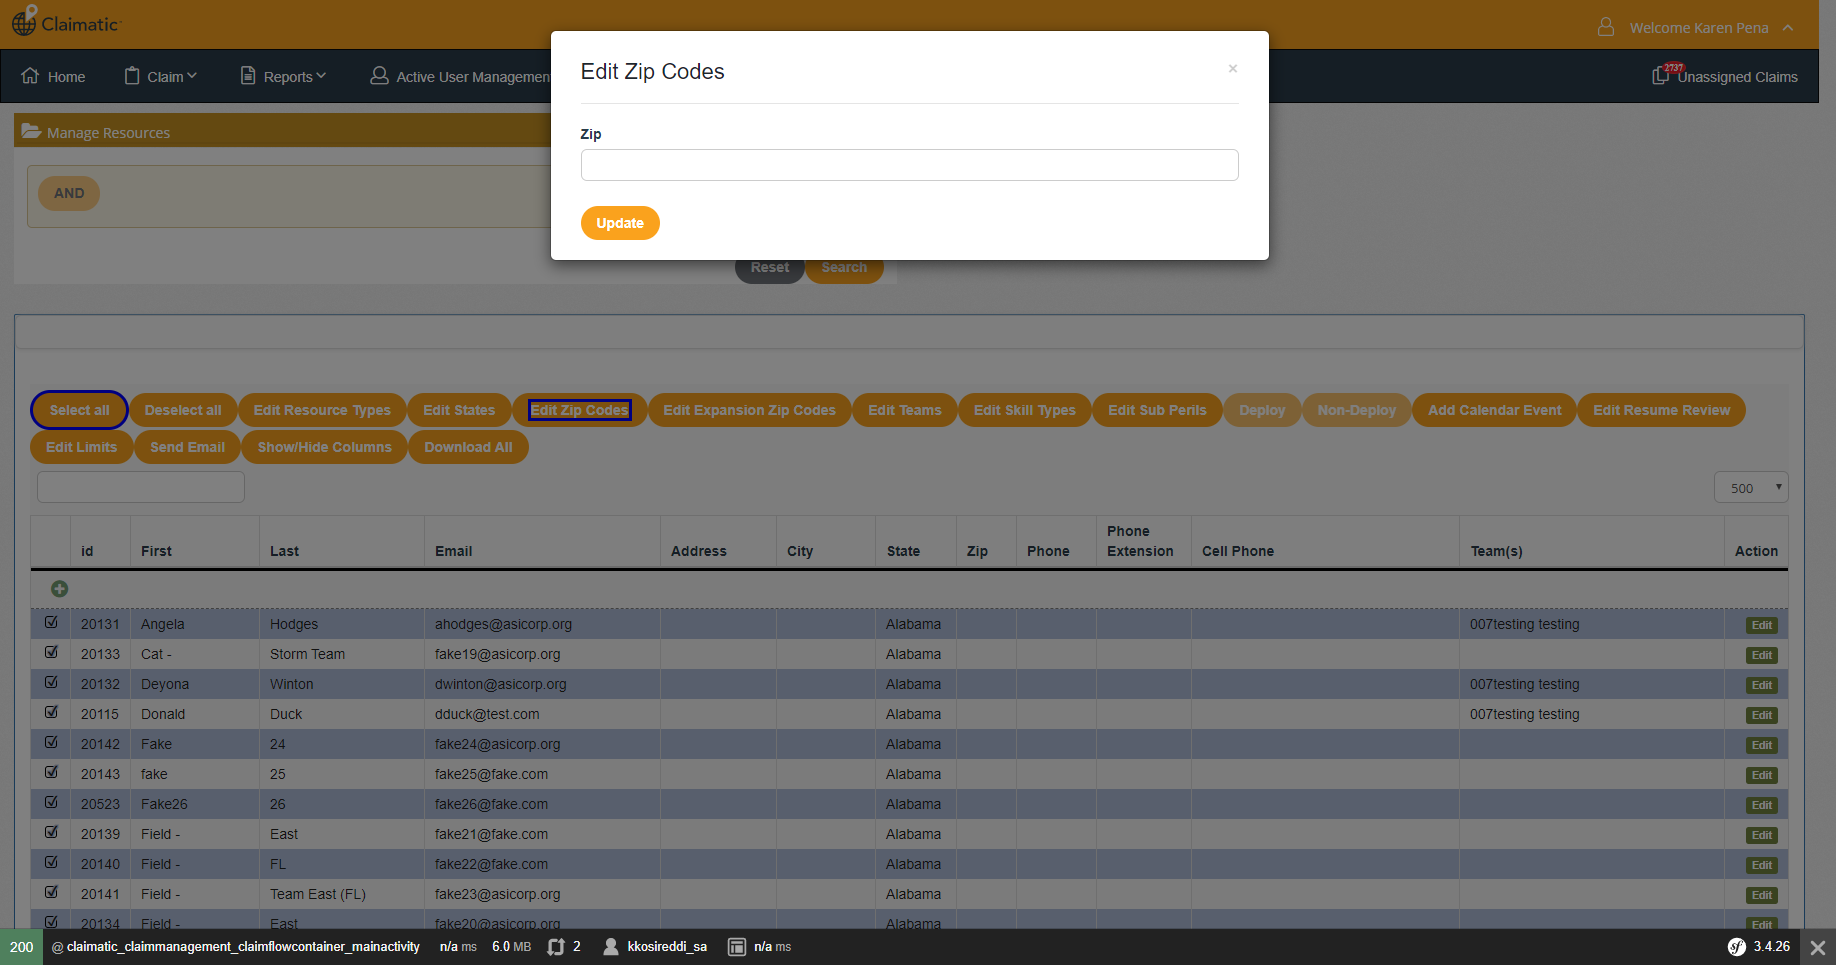 Claimatic
Welcome Karen Pena
Home
Claim
Reports
Active User Managemen
2737
Unassigned Claims
Edit Zip Codes
×
Zip
Update
Manage Resources
AND
Reset
Search
Select all
Deselect all
Edit Resource Types
Edit States
Edit Zip Codes
Edit Expansion Zip Codes
Edit Teams
Edit Skill Types
Edit Sub Perils
Deploy
Non-Deploy
Add Calendar Event
Edit Resume Review
Edit Limits
Send Email
Show/Hide Columns
Download All
500
id First Last Email Address City State Zip Phone Phone Extension Cell Phone Team(s) Action
20131 Angela Hodges ahodges@asicorp.org Alabama 007testing testing Edit
20133 Cat - Storm Team fake19@asicorp.org Alabama Edit
20132 Deyona Winton dwinton@asicorp.org Alabama 007testing testing Edit
20115 Donald Duck dduck@test.com Alabama 007testing testing Edit
20142 Fake 24 fake24@asicorp.org Alabama Edit
20143 fake 25 fake25@fake.com Alabama Edit
20523 Fake26 26 fake26@fake.com Alabama Edit
20139 Field - East fake21@fake.com Alabama Edit
20140 Field - FL fake22@fake.com Alabama Edit
20141 Field - Team East (FL) fake23@asicorp.org Alabama Edit
20134 Field - East fake20@asicorp.org Alabama Edit
200 @ claimatic_claimmanagement_claimflowcontainer_mainactivity n/a ms 6.0 MB 2 kkosireddi_sa n/a ms sf 3.4.26